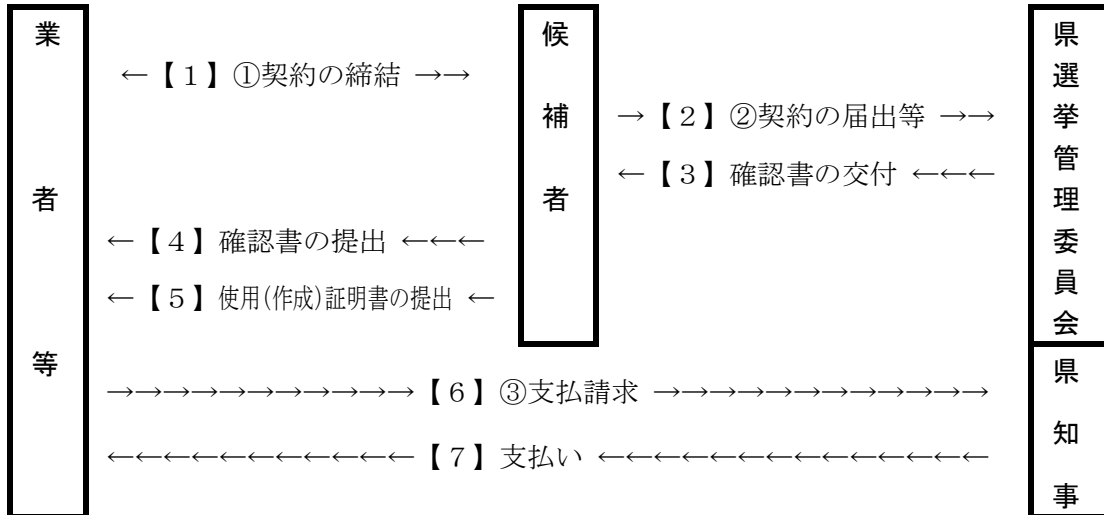 業者等
候補者
県選挙管理委員会
県知事
←【１】①契約の締結 →→
→【２】②契約の届出等 →→
←【３】確認書の交付 ←←←
←【４】確認書の提出 ←←←
←【５】使用(作成)証明書の提出 ←
→→→→→→→→→→→【６】③支払請求 →→→→→→→→→→→→
←←←←←←←←←←←【７】支払い ←←←←←←←←←←←←←←